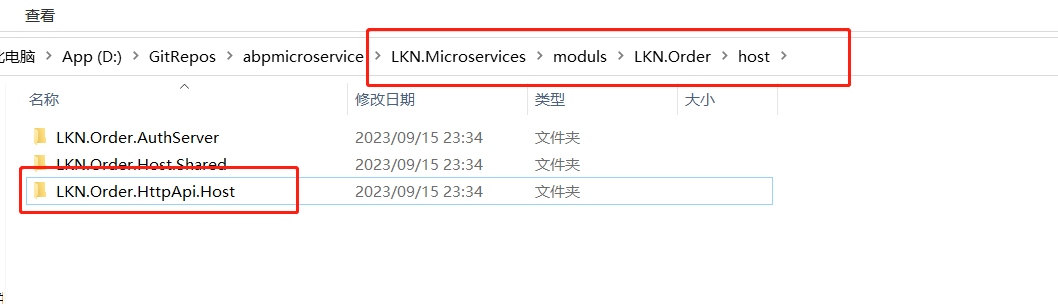 查看
电脑 > App (D:) > GitRepos > abpmicroservice > LKN.Microservices > moduls > LKN.Order > host >
名称 修改日期 类型 大小
LKN.Order.AuthServer 2023/09/15 23:34 文件夹
LKN.Order.Host.Shared 2023/09/15 23:34 文件夹
LKN.Order.HttpApi.Host 2023/09/15 23:34 文件夹